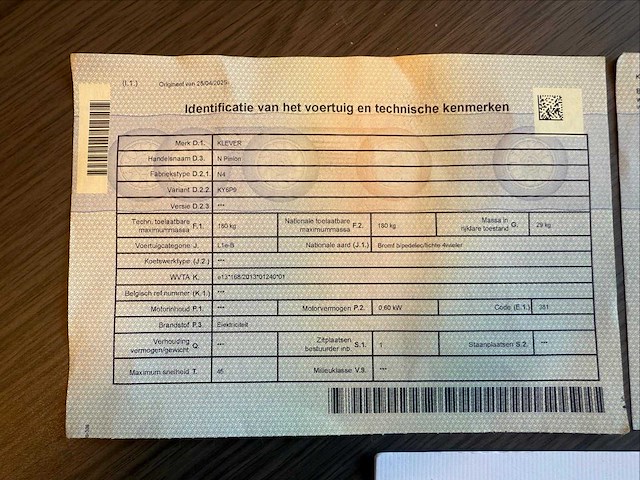 (I.1.) Origineel van 25/04/2025
Identificatie van het voertuig en technische kenmerken
Merk D.1. KLEVER
Handelsnaam D.3. N Pinion
Fabriekstype D.2.1. N4
Variant D.2.2. KY6P9
Versie D.2.3 ***
Techn. toelaatbare maximummassa F.1. 180 kg Nationale toelaatbare maximummassa F.2. 180 kg Massa in rijklare toestand G. 29 kg
Voertuigcategorie J. L1e-B Nationale aard (J.1.) Bromf b/pedelec/lichte 4wieler
Koetswerktype (J.2.) ***
WVTA K. e13*168/2013*01240*01
Belgisch ref nummer (K.1.) ***
Motorinhoud P.1 *** Motorvermogen P.2. 0,60 kW Code (E.1.) 381
Brandstof P.3. Elektriciteit
Verhouding vermogen/gewicht Q. *** Zitplaatsen bestuurder inb. S.1. 1 Staanplaatsen S.2. ***
Maximum snelheid T. 45 Milieuklasse V.9. ***